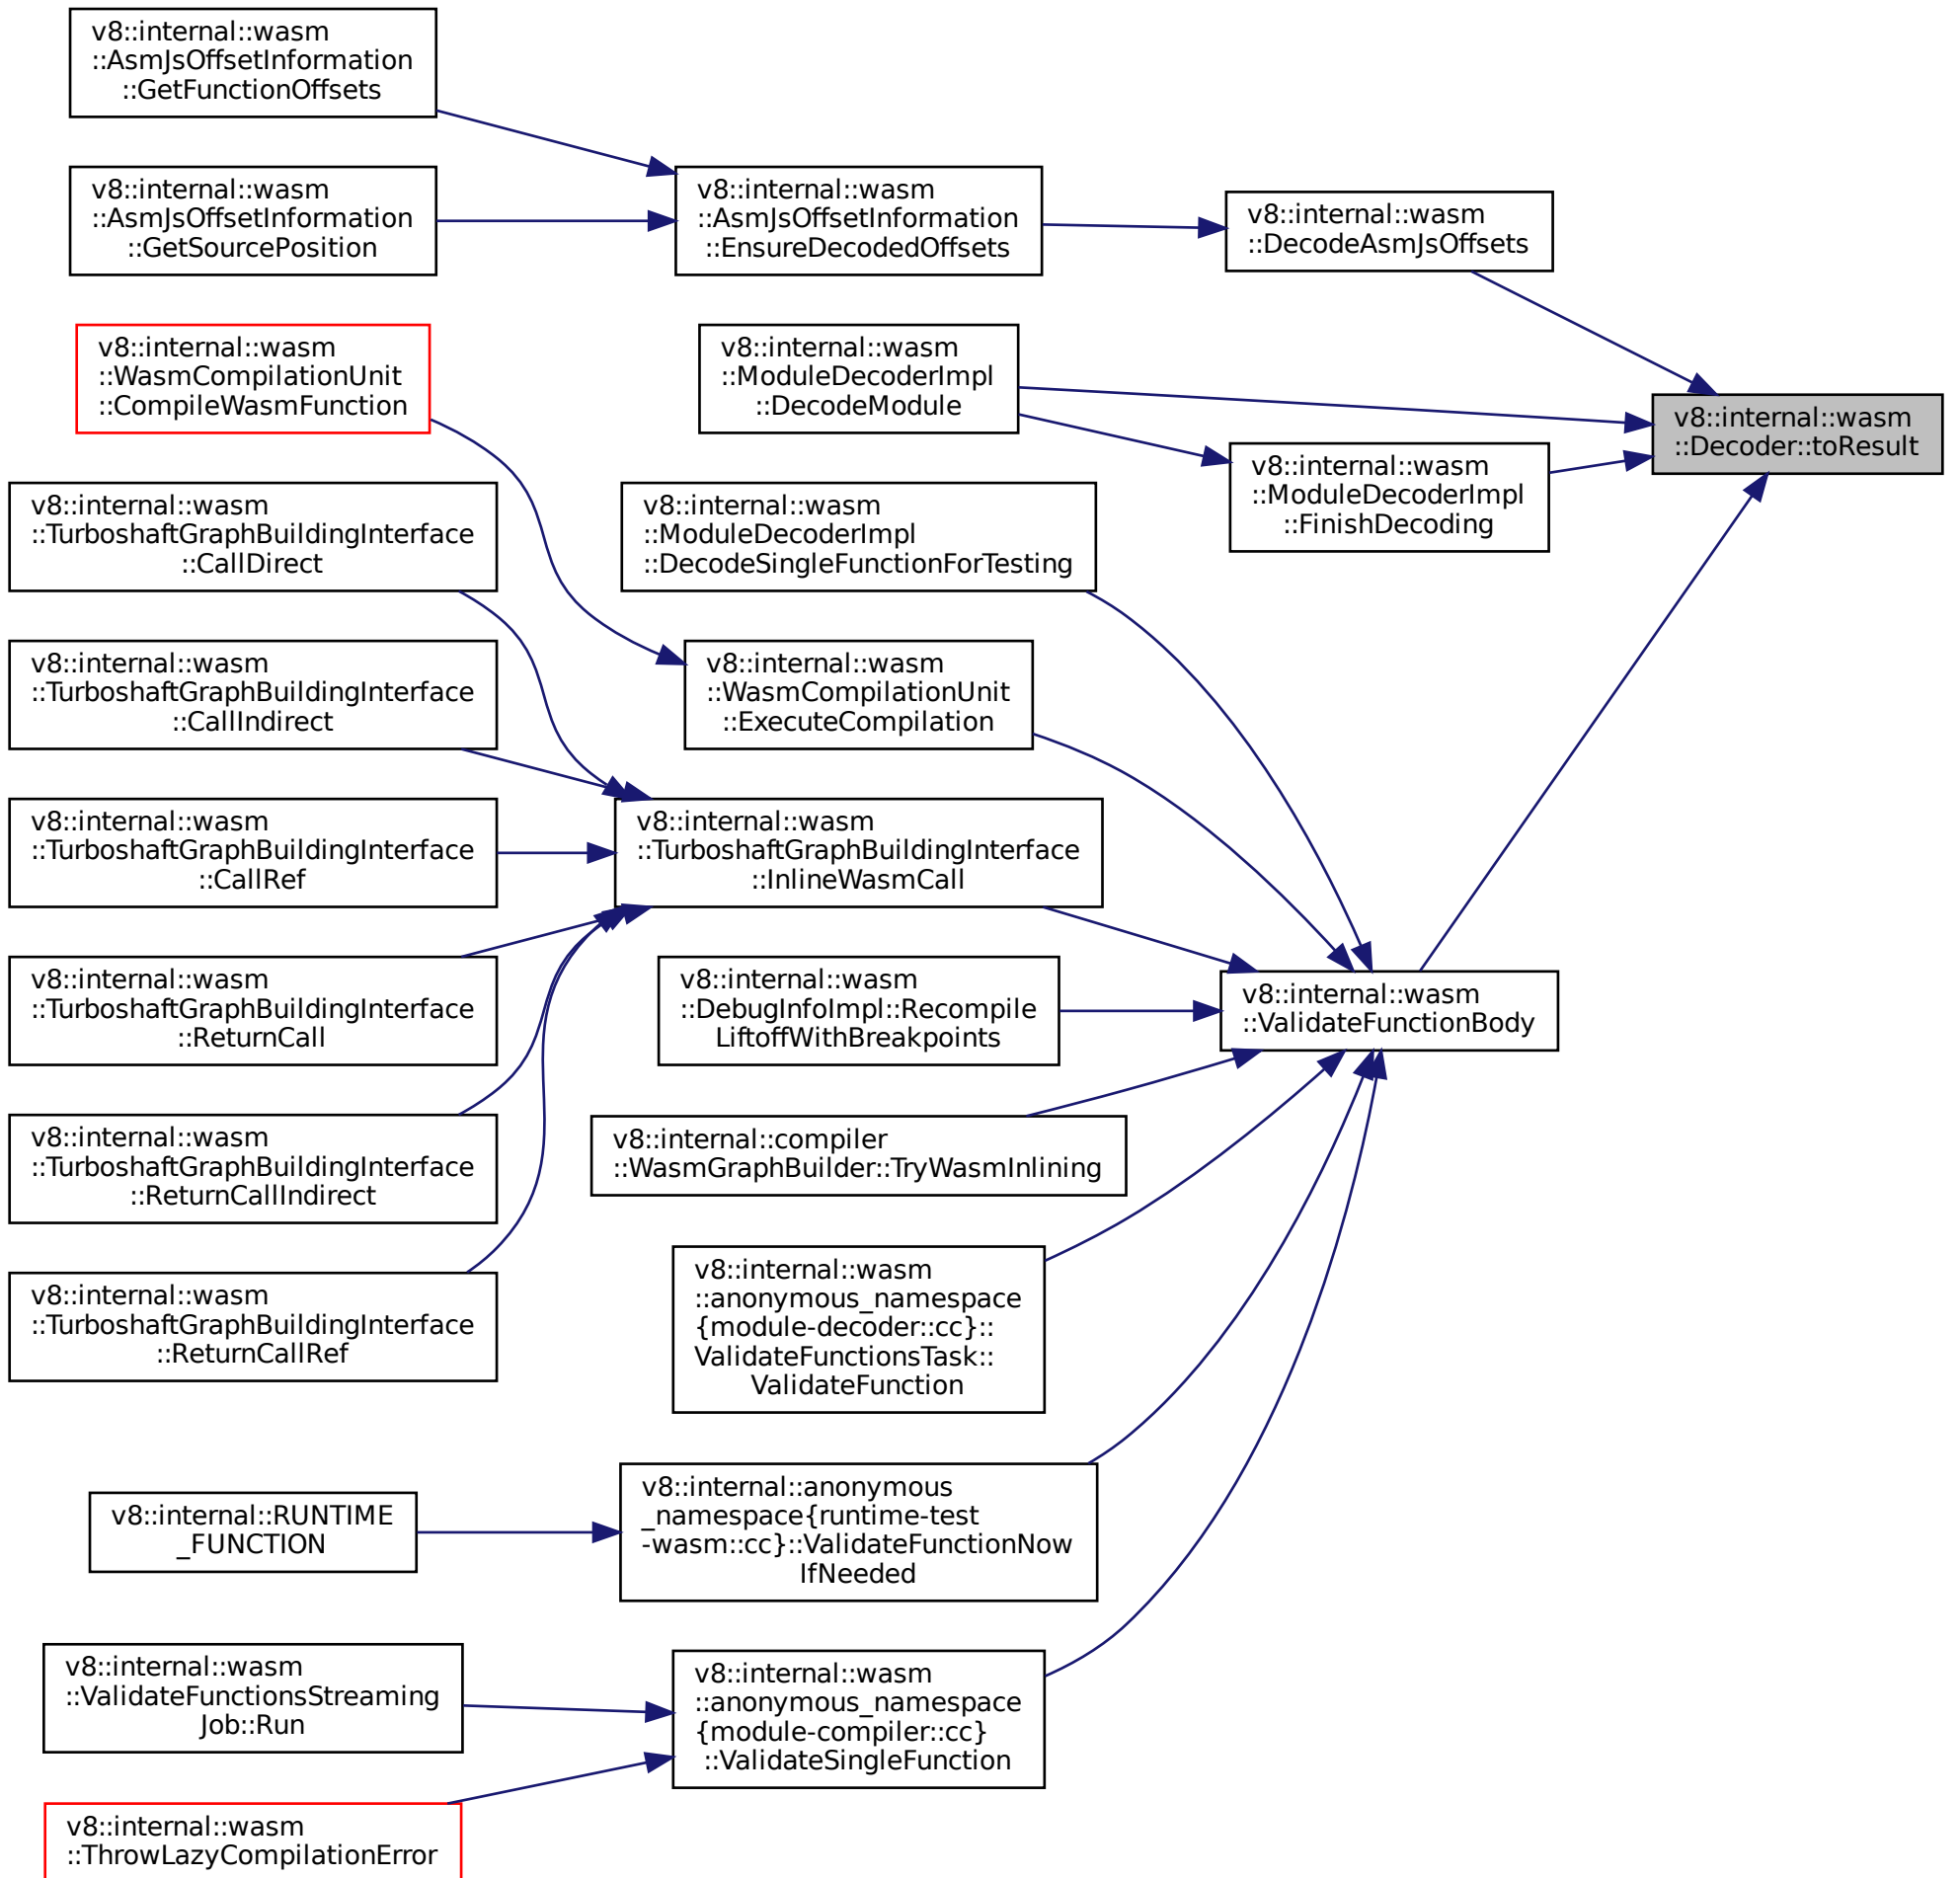 v8::internal::wasm
::AsmJsOffsetInformation
::GetFunctionOffsets
v8::internal::wasm
::AsmJsOffsetInformation
::GetSourcePosition
v8::internal::wasm
::AsmJsOffsetInformation
::EnsureDecodedOffsets
v8::internal::wasm
::DecodeAsmJsOffsets
v8::internal::wasm
::WasmCompilationUnit
::CompileWasmFunction
v8::internal::wasm
::ModuleDecoderImpl
::DecodeModule
v8::internal::wasm
::Decoder::toResult
v8::internal::wasm
::ModuleDecoderImpl
::FinishDecoding
v8::internal::wasm
::TurboshaftGraphBuildingInterface
::CallDirect
v8::internal::wasm
::ModuleDecoderImpl
::DecodeSingleFunctionForTesting
v8::internal::wasm
::TurboshaftGraphBuildingInterface
::CallIndirect
v8::internal::wasm
::WasmCompilationUnit
::ExecuteCompilation
v8::internal::wasm
::TurboshaftGraphBuildingInterface
::CallRef
v8::internal::wasm
::TurboshaftGraphBuildingInterface
::InlineWasmCall
v8::internal::wasm
::TurboshaftGraphBuildingInterface
::ReturnCall
v8::internal::wasm
::DebugInfoImpl::Recompile
LiftoffWithBreakpoints
v8::internal::wasm
::ValidateFunctionBody
v8::internal::wasm
::TurboshaftGraphBuildingInterface
::ReturnCallIndirect
v8::internal::compiler
::WasmGraphBuilder::TryWasmInlining
v8::internal::wasm
::TurboshaftGraphBuildingInterface
::ReturnCallRef
v8::internal::wasm
::anonymous_namespace
{module-decoder::cc}::
ValidateFunctionsTask::
ValidateFunction
v8::internal::RUNTIME
_FUNCTION
v8::internal::anonymous
_namespace{runtime-test
-wasm::cc}::ValidateFunctionNow
IfNeeded
v8::internal::wasm
::ValidateFunctionsStreaming
Job::Run
v8::internal::wasm
::anonymous_namespace
{module-compiler::cc}
::ValidateSingleFunction
v8::internal::wasm
::ThrowLazyCompilationError